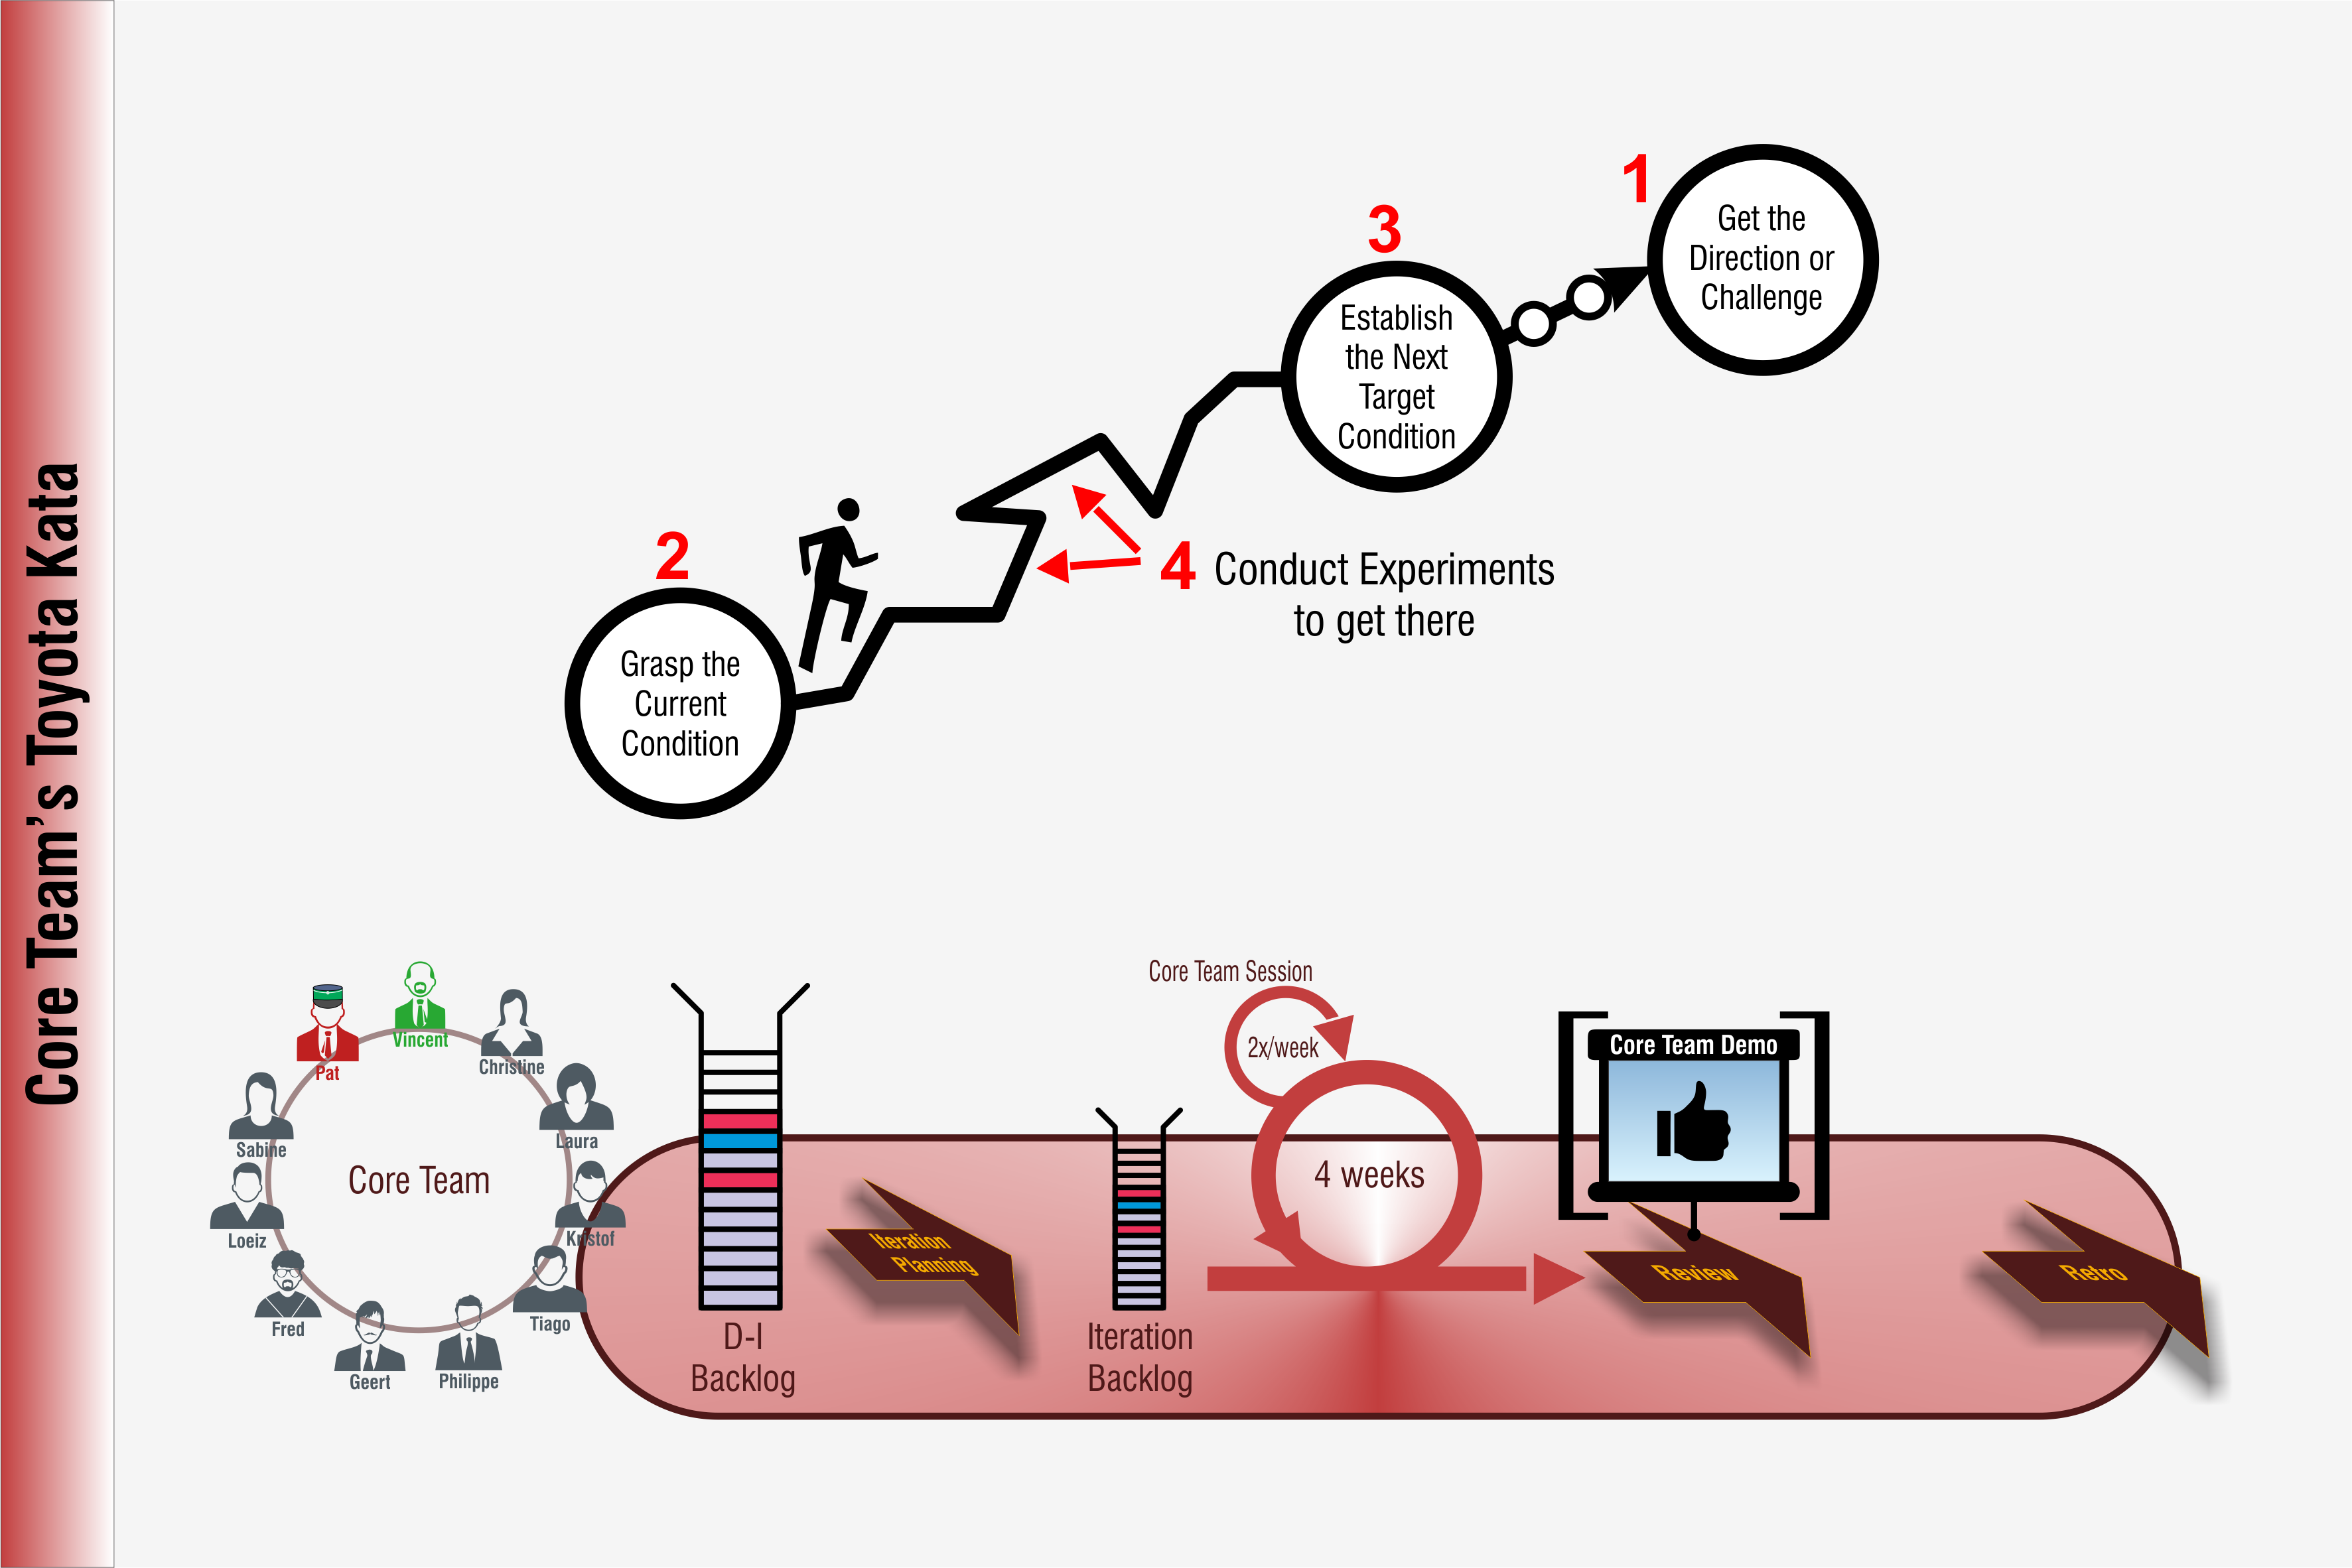 Core Team's Toyota Kata
1
Get the
Direction or
Challenge
3
Establish
the Next
Target
Condition
2
Grasp the
Current
Condition
4 Conduct Experiments
to get there
Core Team
Pat
Vincent
Christine
Laura
Kristof
Tiago
Philippe
Geert
Fred
Loeiz
Sabine
D-I
Backlog
Iteration
Planning
Iteration
Backlog
Core Team Session
2x/week
4 weeks
Core Team Demo
Review
Retro